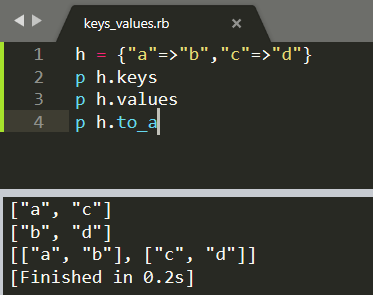 keys_values.rb
1 h = {"a"=>"b","c"=>"d"}
2 p h.keys
3 p h.values
4 p h.to_a
["a", "c"]
["b", "d"]
[["a", "b"], ["c", "d"]]
[Finished in 0.2s]